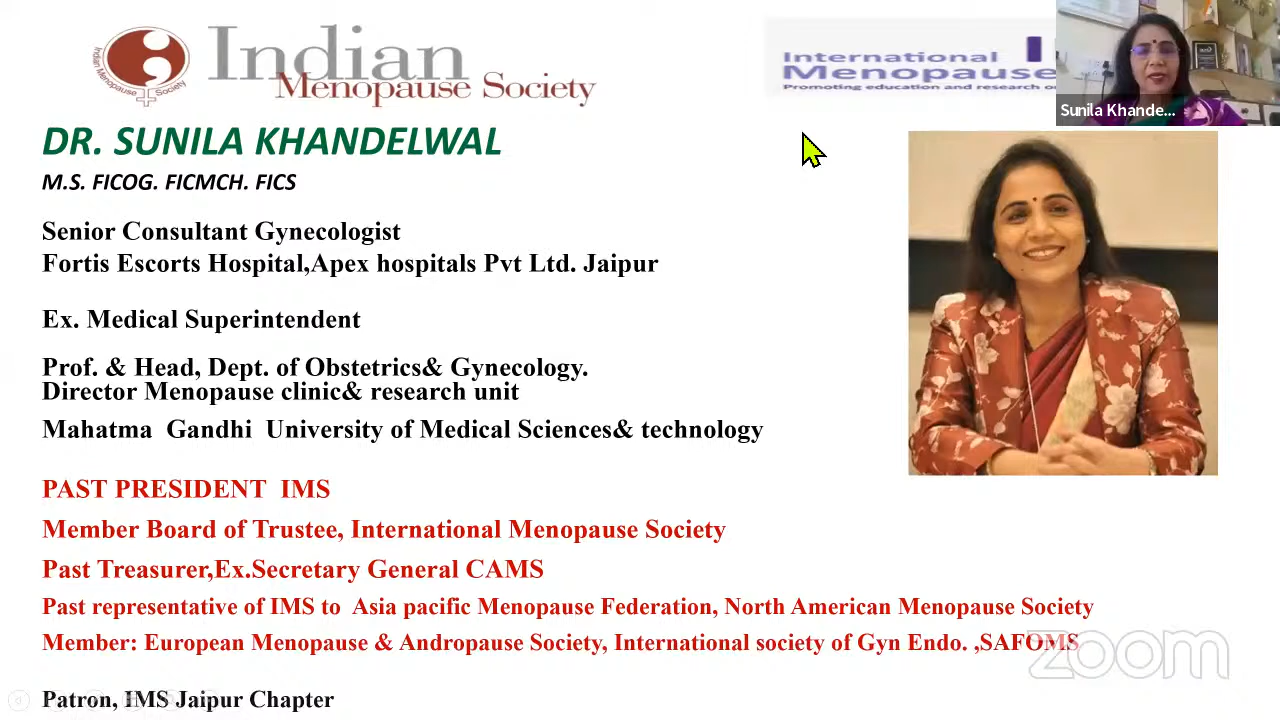 Indian
Menopause Society
Indian Menopause Society
International
Menopause
Promoting education and research o
Sunila Khande...
DR. SUNILA KHANDELWAL
M.S. FICOG. FICMCH. FICS
Senior Consultant Gynecologist
Fortis Escorts Hospital,Apex hospitals Pvt Ltd. Jaipur
Ex. Medical Superintendent
Prof. & Head, Dept. of Obstetrics& Gynecology.
Director Menopause clinic& research unit
Mahatma Gandhi University of Medical Sciences& technology
PAST PRESIDENT IMS
Member Board of Trustee, International Menopause Society
Past Treasurer,Ex.Secretary General CAMS
Past representative of IMS to Asia pacific Menopause Federation, North American Menopause Society
Member: European Menopause & Andropause Society, International society of Gyn Endo. ,SAFOMS
zoom
Patron, IMS Jaipur Chapter